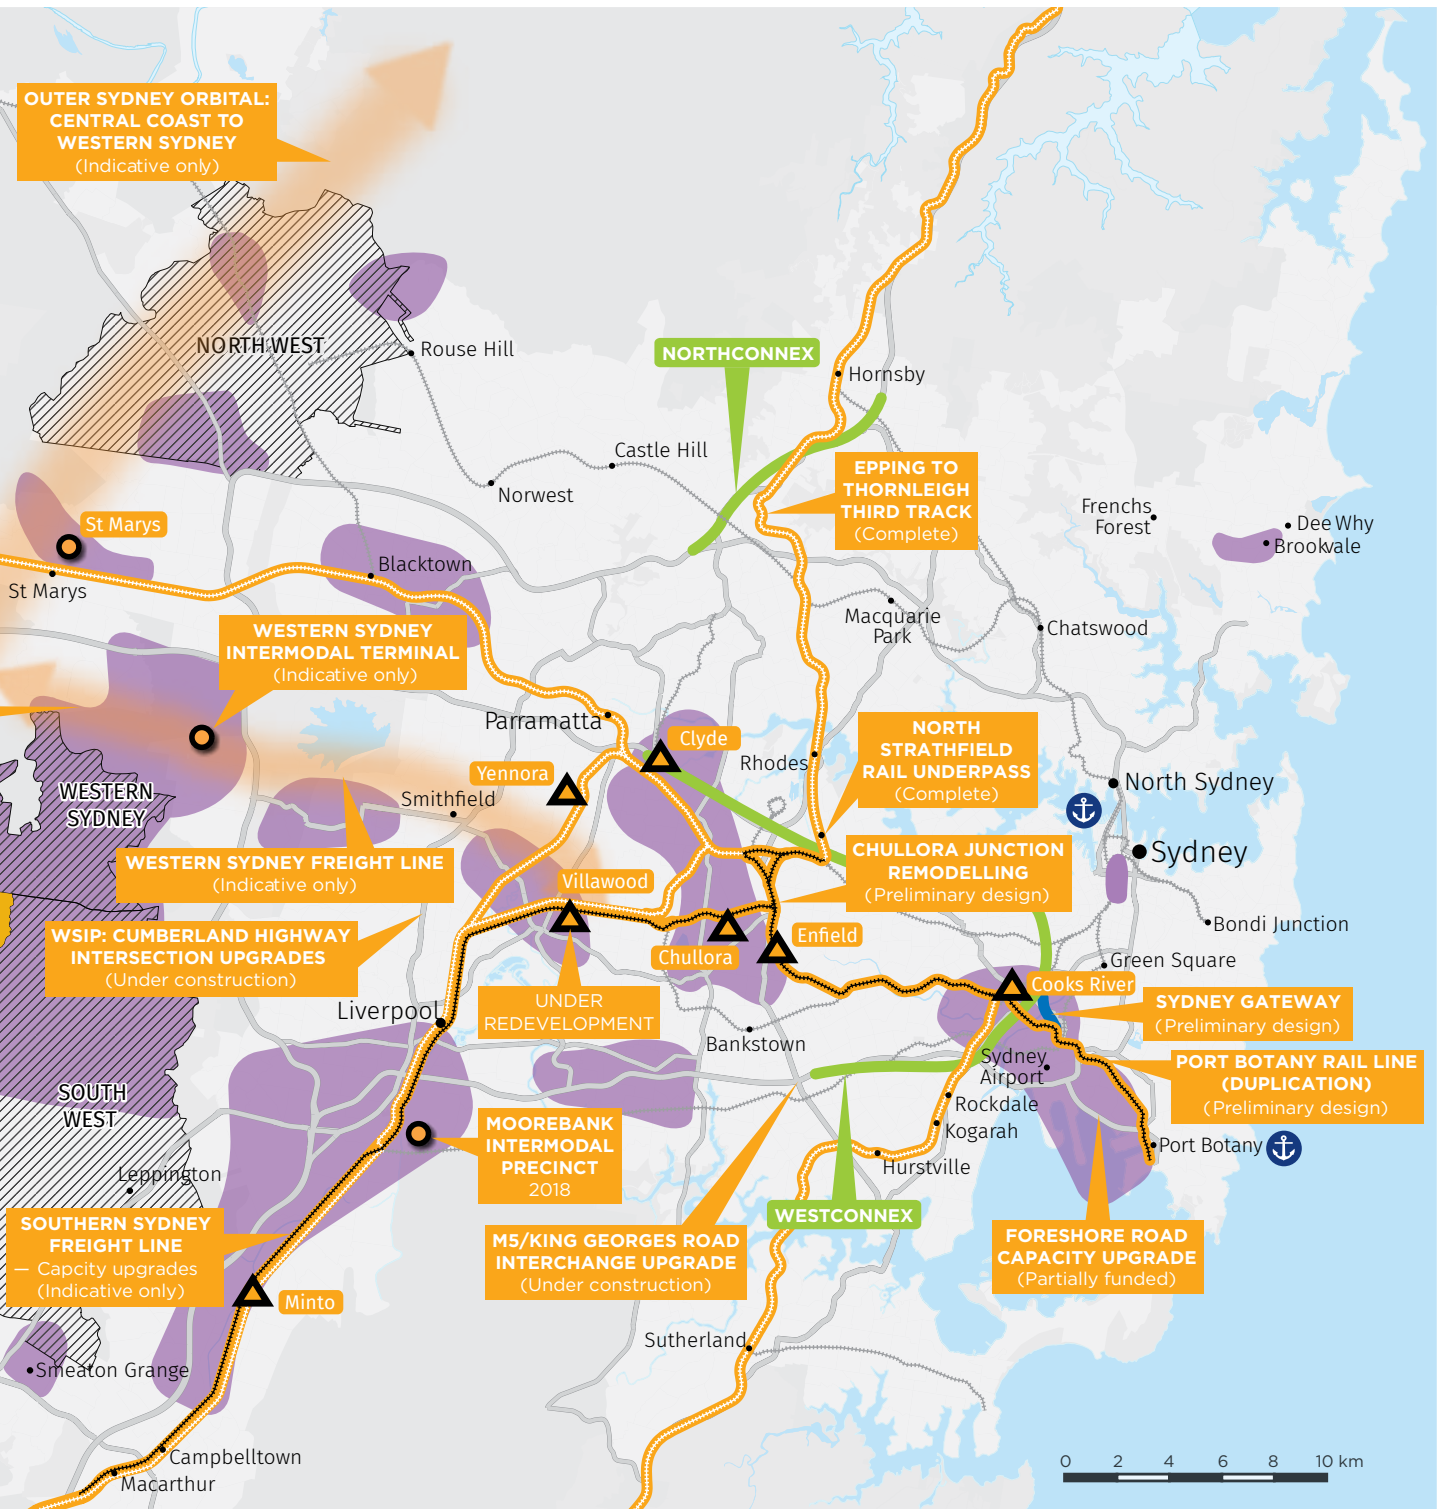 OUTER SYDNEY ORBITAL:
CENTRAL COAST TO
WESTERN SYDNEY
(Indicative only)
NORTH WEST
Rouse Hill
NORTHCONNEX
Hornsby
Castle Hill
Norwest
EPPING TO
THORNLEIGH
THIRD TRACK
(Complete)
Frenchs
Forest
Dee Why
Brookvale
St Marys
St Marys
Blacktown
Macquarie
Park
Chatswood
WESTERN SYDNEY
INTERMODAL TERMINAL
(Indicative only)
Parramatta
Clyde
Rhodes
NORTH
STRATHFIELD
RAIL UNDERPASS
(Complete)
North Sydney
Yennora
Smithfield
WESTERN
SYDNEY
WESTERN SYDNEY FREIGHT LINE
(Indicative only)
Villawood
CHULLORA JUNCTION
REMODELLING
(Preliminary design)
Sydney
WSIP: CUMBERLAND HIGHWAY
INTERSECTION UPGRADES
(Under construction)
Chullora
Enfield
Bondi Junction
Green Square
Cooks River
Liverpool
UNDER
REDEVELOPMENT
Bankstown
SYDNEY GATEWAY
(Preliminary design)
Sydney
Airport
PORT BOTANY RAIL LINE
(DUPLICATION)
(Preliminary design)
SOUTH
WEST
Rockdale
Kogarah
Port Botany
MOOREBANK
INTERMODAL
PRECINCT
2018
Hurstville
Leppington
WESTCONNEX
SOUTHERN SYDNEY
FREIGHT LINE
— Capcity upgrades
(Indicative only)
M5/KING GEORGES ROAD
INTERCHANGE UPGRADE
(Under construction)
FORESHORE ROAD
CAPACITY UPGRADE
(Partially funded)
Minto
Sutherland
Smeaton Grange
Campbelltown
Macarthur
0 2 4 6 8 10 km